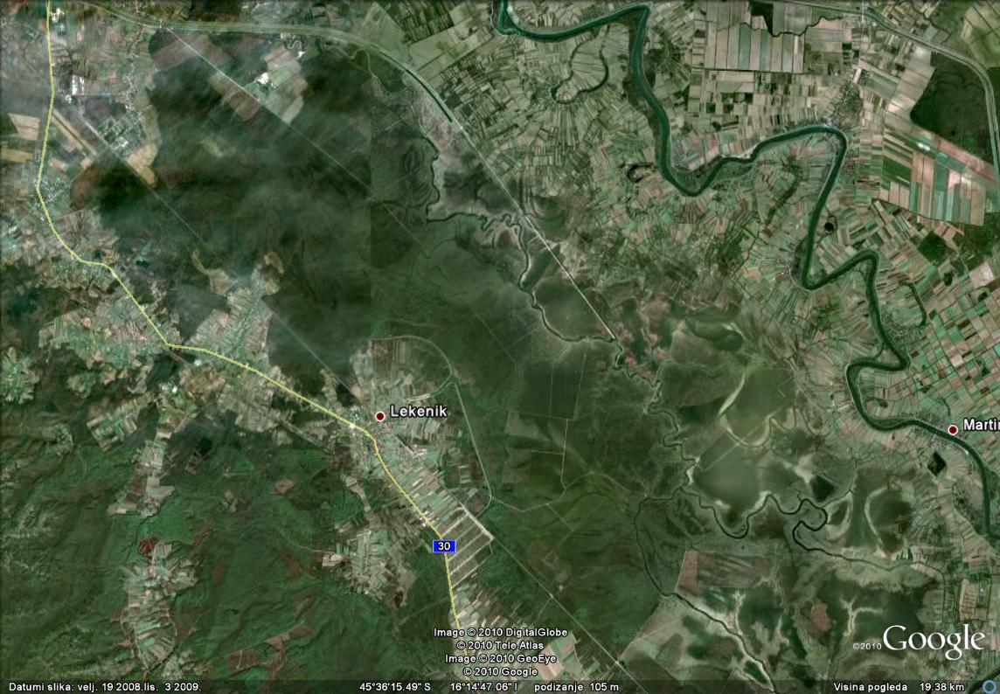 Lekenik
Martin
30
Image © 2010 DigitalGlobe
© 2010 Tele Atlas
Image © 2010 GeoEye
© 2010 Google
©2010 Google
Datumi slika: velj. 19 2008.lis. 3 2009.
45°36'15.49" S 16°14'47.06" I podizanje 105 m
Visina pogleda 19.38 km